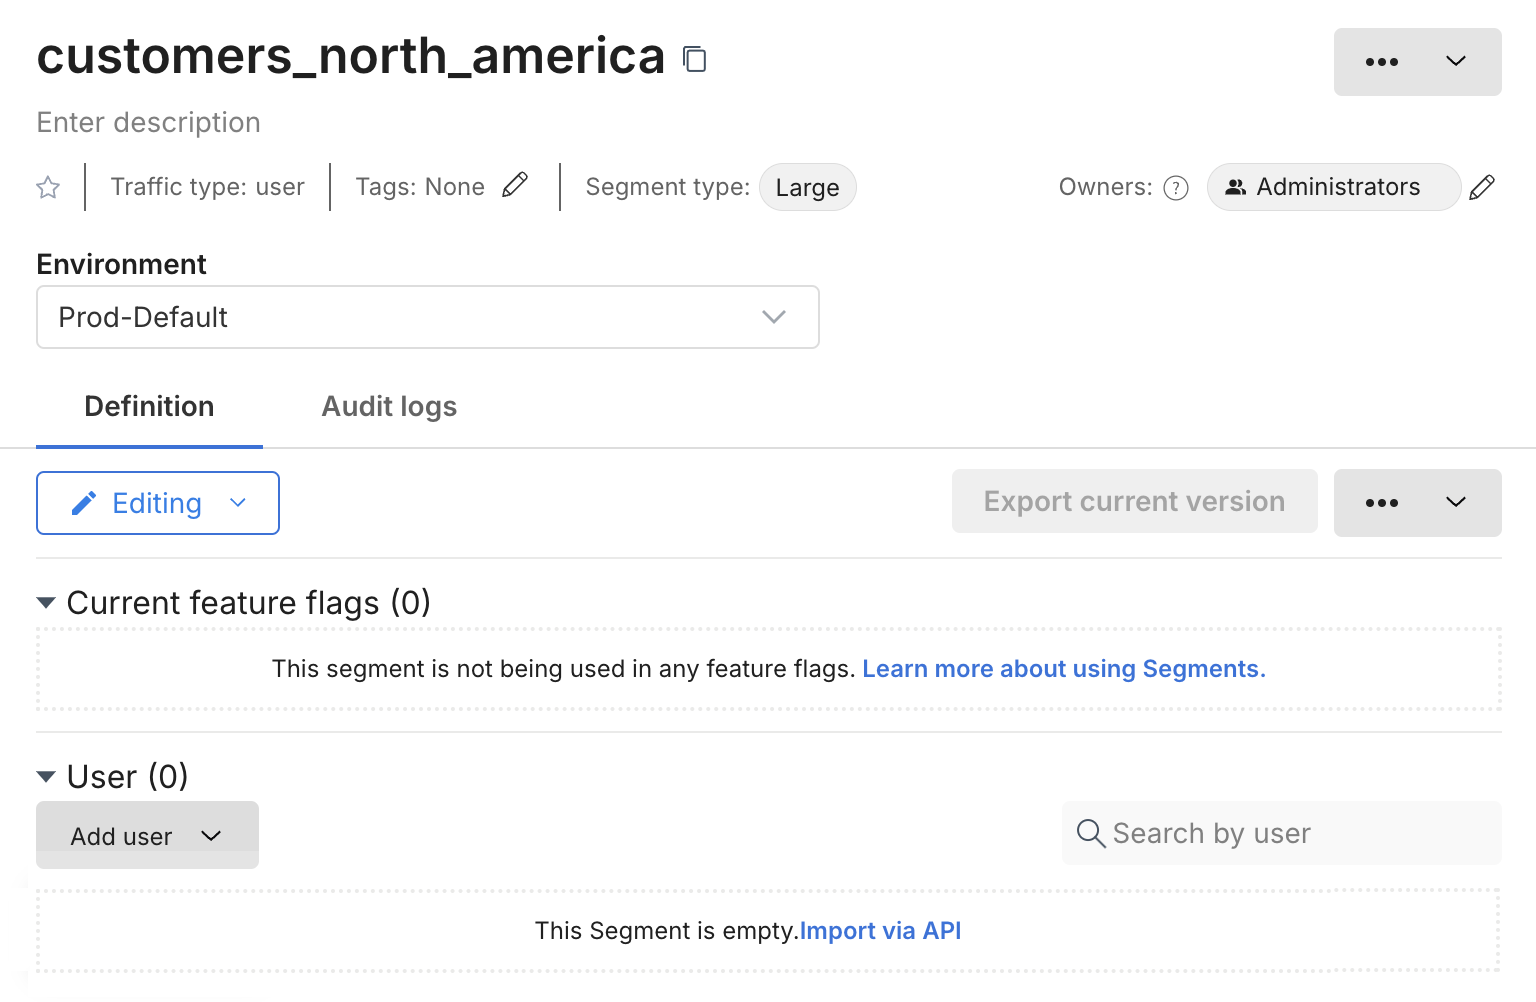 customers_north_america
Enter description
Traffic type: user
Tags: None
Segment type: Large
Owners: ? Administrators
Environment
Prod-Default
Definition
Audit logs
Editing
Export current version
Current feature flags (0)
This segment is not being used in any feature flags. Learn more about using Segments.
User (0)
Add user
Search by user
This Segment is empty.Import via API